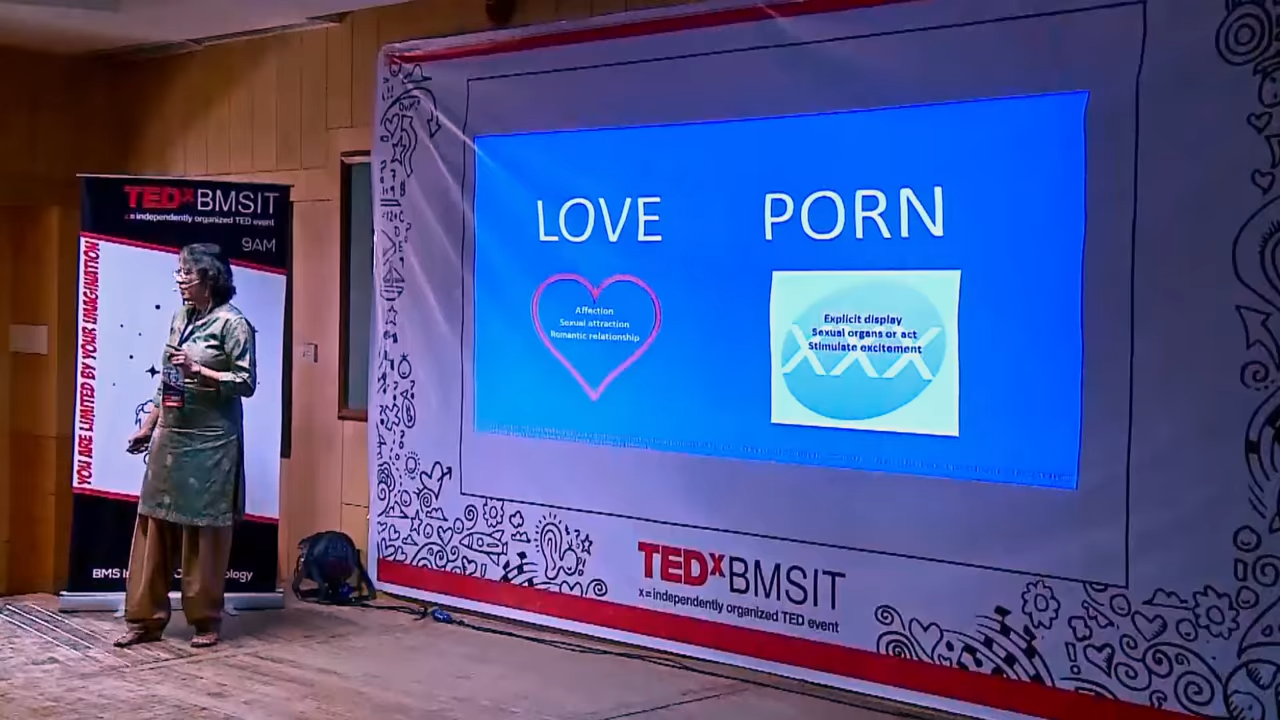 TEDxBMSIT
x = independently organized TED event
9AM
YOU ARE LIMITED BY YOUR IMAGINATION
BMS
LOVE
Affection
Sexual attraction
Romantic relationship
PORN
XXX
Explicit display
Sexual organs or act
Stimulate excitement
TEDxBMSIT
x = independently organized TED event